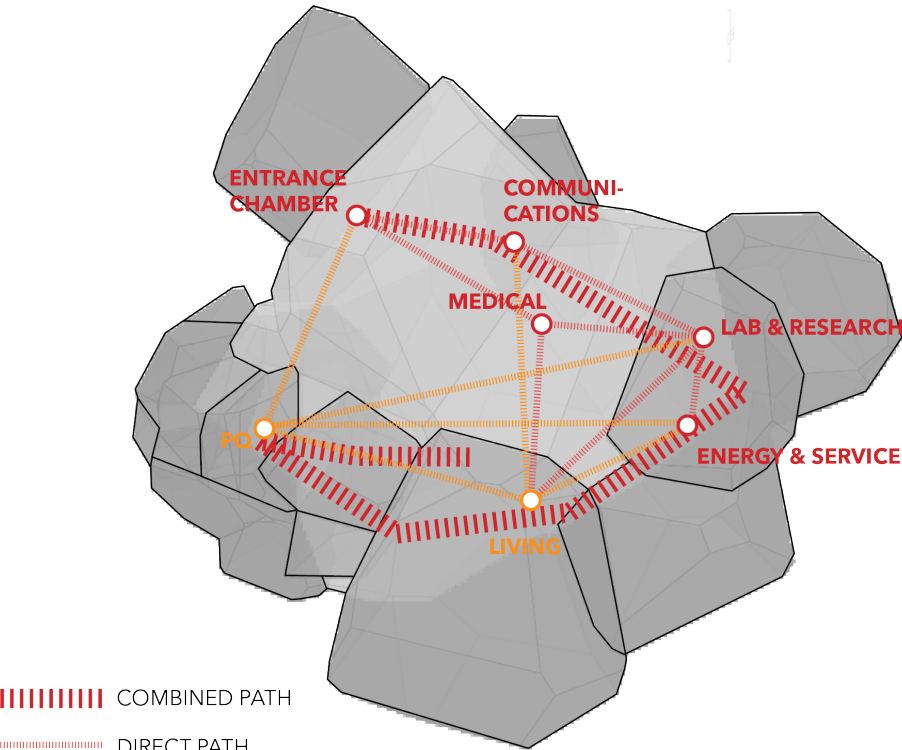 ENTRANCE
CHAMBER
COMMUNI-
CATIONS
MEDICAL
LAB & RESEARCH
PQ
ENERGY & SERVICE
LIVING
COMBINED PATH
DIRECT PATH